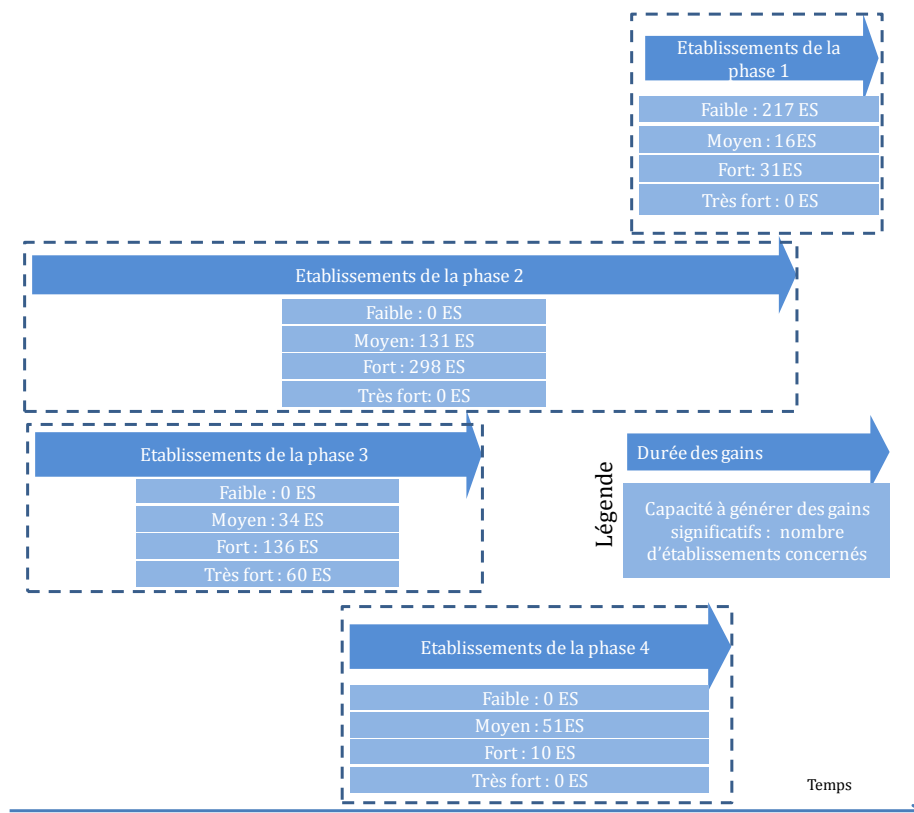 Etablissements de la
phase 1
Faible : 217 ES
Moyen : 16ES
Fort: 31ES
Très fort : 0 ES
Etablissements de la phase 2
Faible : 0 ES
Moyen: 131 ES
Fort : 298 ES
Très fort: 0 ES
Etablissements de la phase 3
Faible : 0 ES
Moyen : 34 ES
Fort : 136 ES
Très fort : 60 ES
Légende
Durée des gains
Capacité à générer des gains
significatifs : nombre
d'établissements concernés
Etablissements de la phase 4
Faible : 0 ES
Moyen : 51ES
Fort : 10 ES
Très fort : 0 ES
Temps